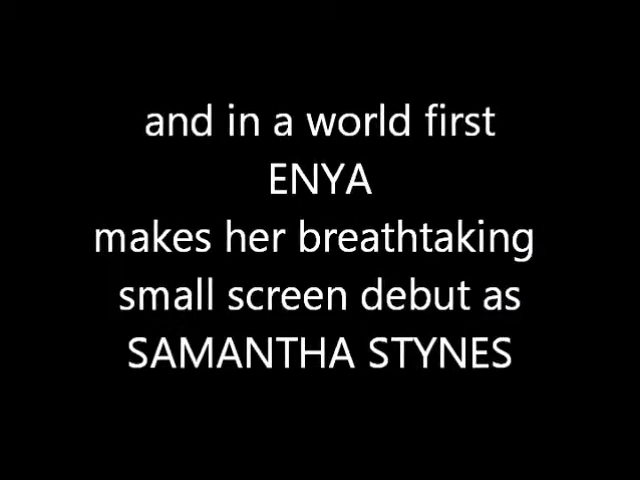 and in a world first
ENYA
makes her breathtaking
small screen debut as
SAMANTHA STYNES